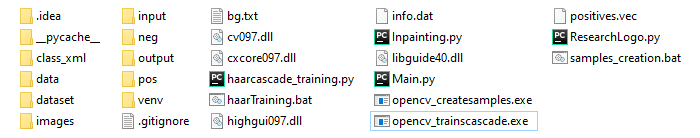 .idea
__pycache__
class_xml
data
dataset
images
input
neg
output
pos
venv
.gitignore
bg.txt
cv097.dll
cxcore097.dll
haarcascade_training.py
haarTraining.bat
highgui097.dll
info.dat
Inpainting.py
libguide40.dll
Main.py
opencv_createsamples.exe
opencv_trainscascade.exe
positives.vec
ResearchLogo.py
samples_creation.bat